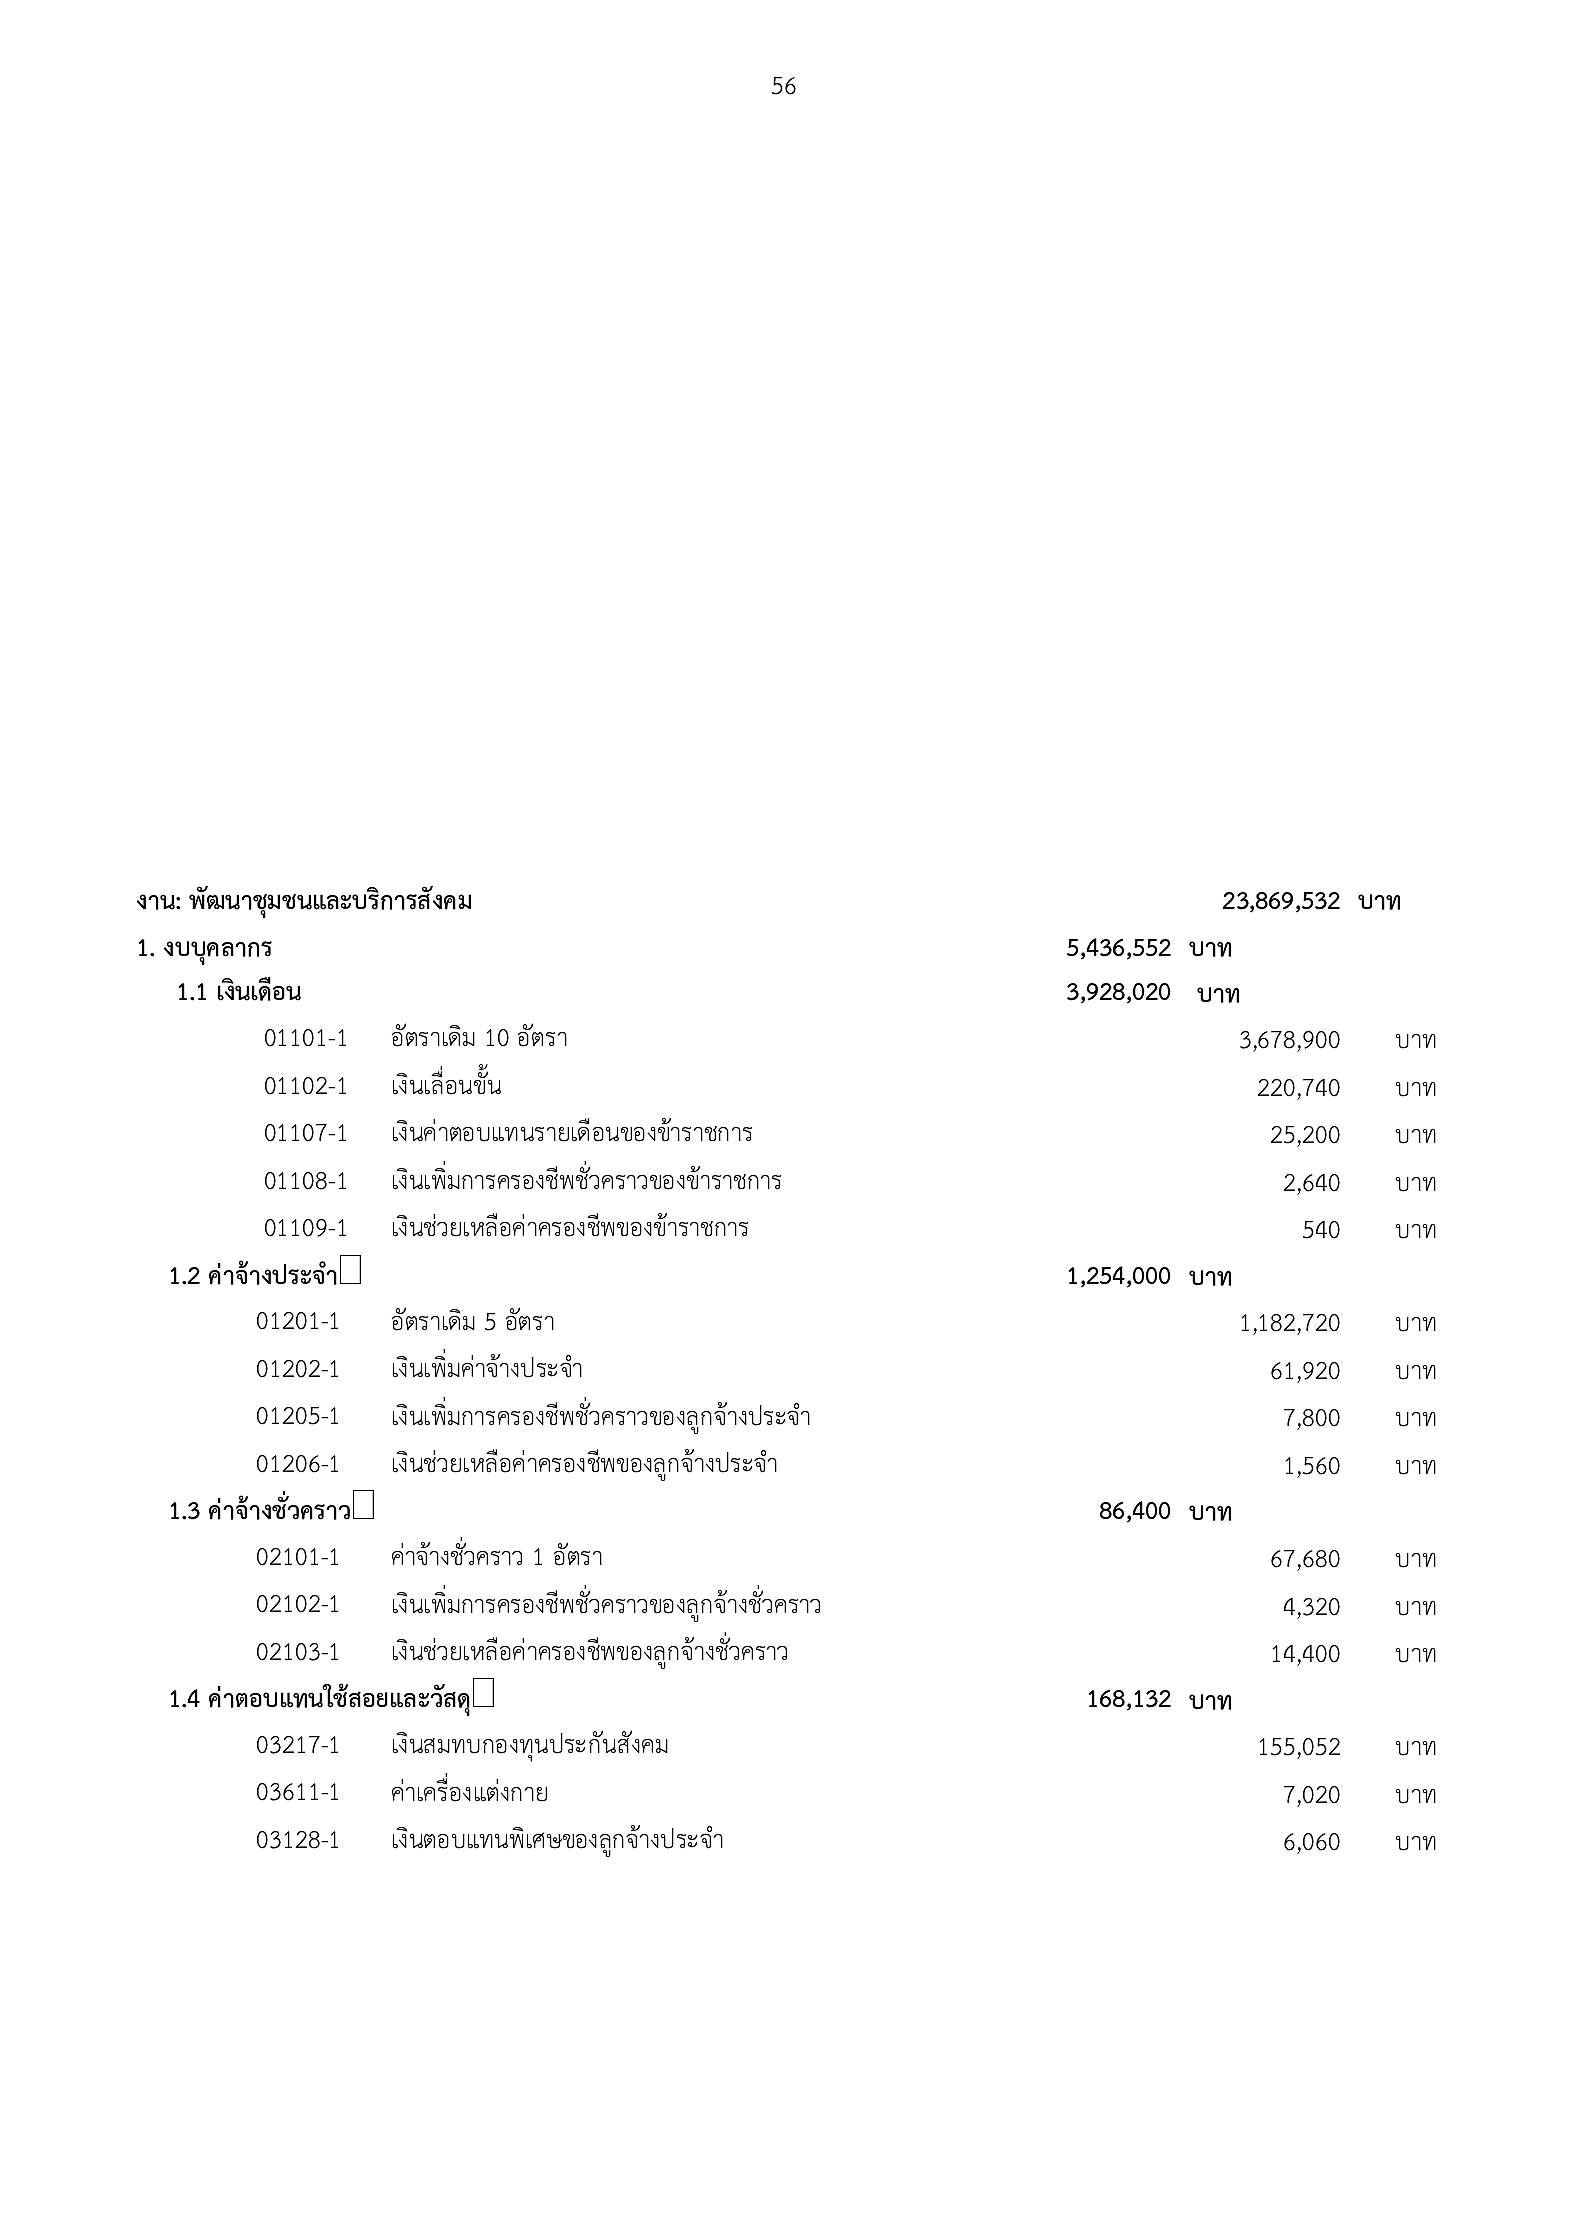 56
งาน: พัฒนาชุมชนและบริการสังคม 23,869,532 บาท
1. งบบุคลากร 5,436,552 บาท
1.1 เงินเดือน 3,928,020 บาท
01101-1 อัตราเดิม 10 อัตรา 3,678,900 บาท
01102-1 เงินเลื่อนขั้น 220,740 บาท
01107-1 เงินค่าตอบแทนรายเดือนของข้าราชการ 25,200 บาท
01108-1 เงินเพิ่มการครองชีพชั่วคราวของข้าราชการ 2,640 บาท
01109-1 เงินช่วยเหลือค่าครองชีพของข้าราชการ 540 บาท
1.2 ค่าจ้างประจำ 1,254,000 บาท
01201-1 อัตราเดิม 5 อัตรา 1,182,720 บาท
01202-1 เงินเพิ่มค่าจ้างประจำ 61,920 บาท
01205-1 เงินเพิ่มการครองชีพชั่วคราวของลูกจ้างประจำ 7,800 บาท
01206-1 เงินช่วยเหลือค่าครองชีพของลูกจ้างประจำ 1,560 บาท
1.3 ค่าจ้างชั่วคราว 86,400 บาท
02101-1 ค่าจ้างชั่วคราว 1 อัตรา 67,680 บาท
02102-1 เงินเพิ่มการครองชีพชั่วคราวของลูกจ้างชั่วคราว 4,320 บาท
02103-1 เงินช่วยเหลือค่าครองชีพของลูกจ้างชั่วคราว 14,400 บาท
1.4 ค่าตอบแทนใช้สอยและวัสดุ 168,132 บาท
03217-1 เงินสมทบกองทุนประกันสังคม 155,052 บาท
03611-1 ค่าเครื่องแต่งกาย 7,020 บาท
03128-1 เงินตอบแทนพิเศษของลูกจ้างประจำ 6,060 บาท